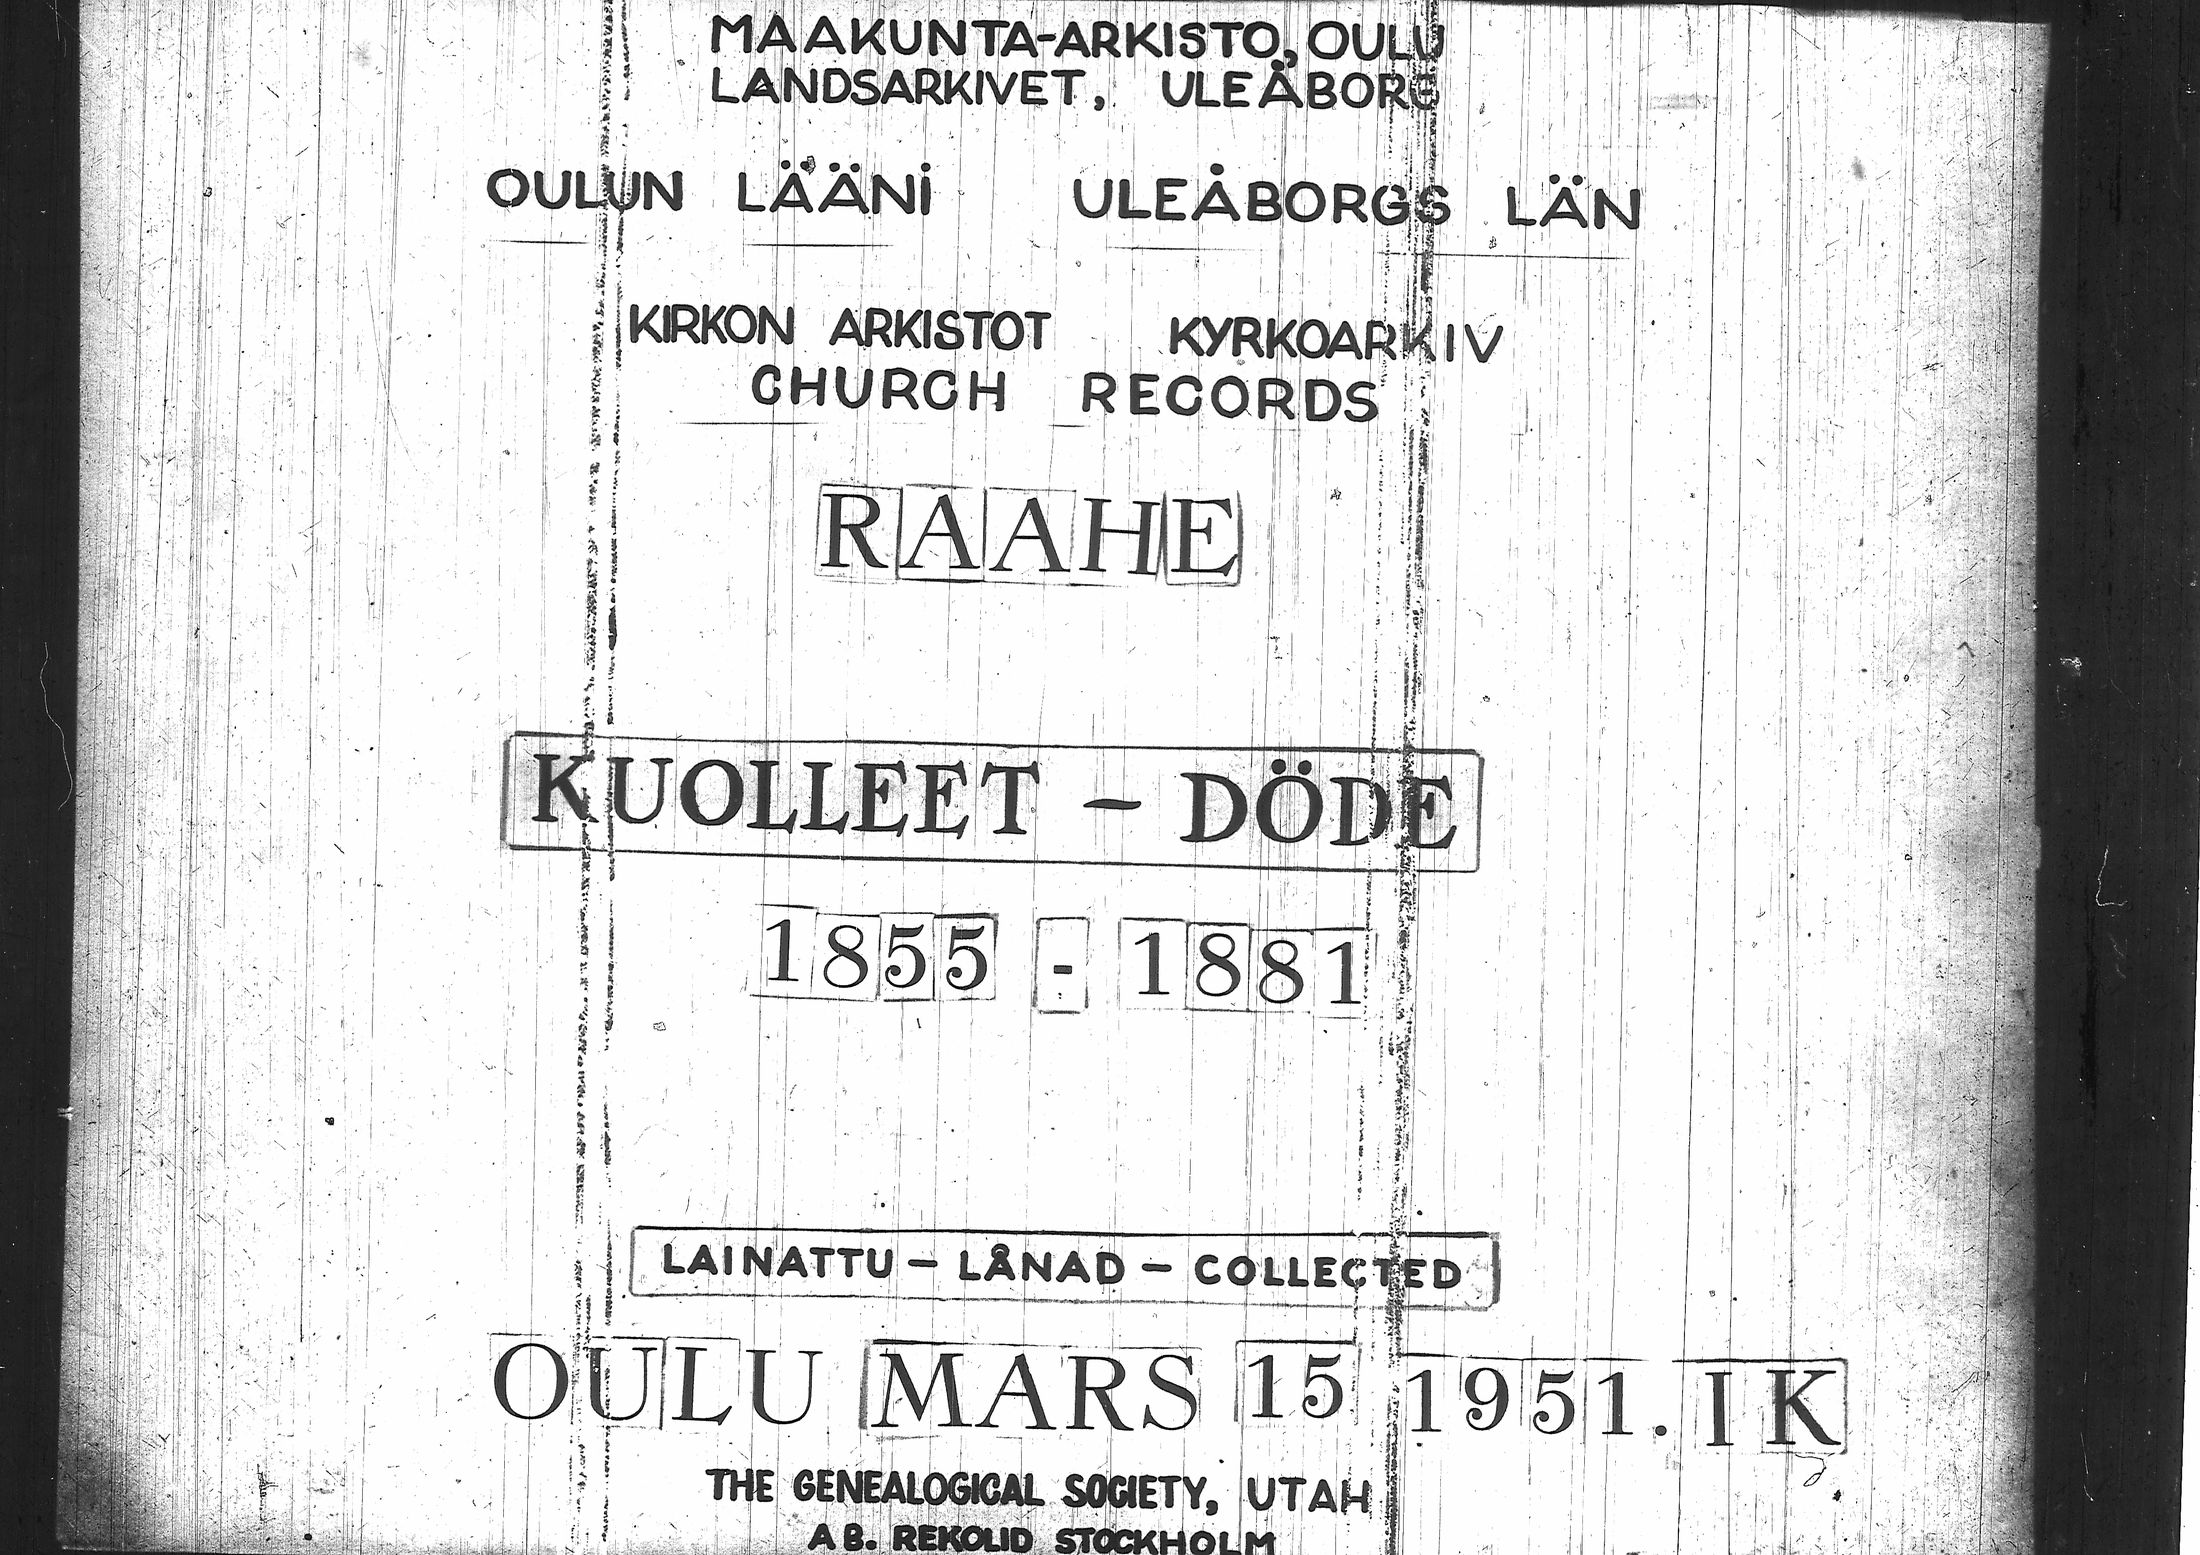 MAAKUNTA-ARKISTO, OULU
LANDSARKIVET, ULEÅBORG
OULUN LÄÄNI ULEÅBORGS LÄN
KIRKON ARKISTOT KYRKOARKIV
CHURCH RECORDS
RAAHE
KUOLLEET - DÖDE
1855 - 1881
LAINATTU - LÅNAD - COLLECTED
OULU MARS 15 1951. IK
THE GENEALOGICAL SOCIETY, UTAH
AB. REKOLID STOCKHOLM